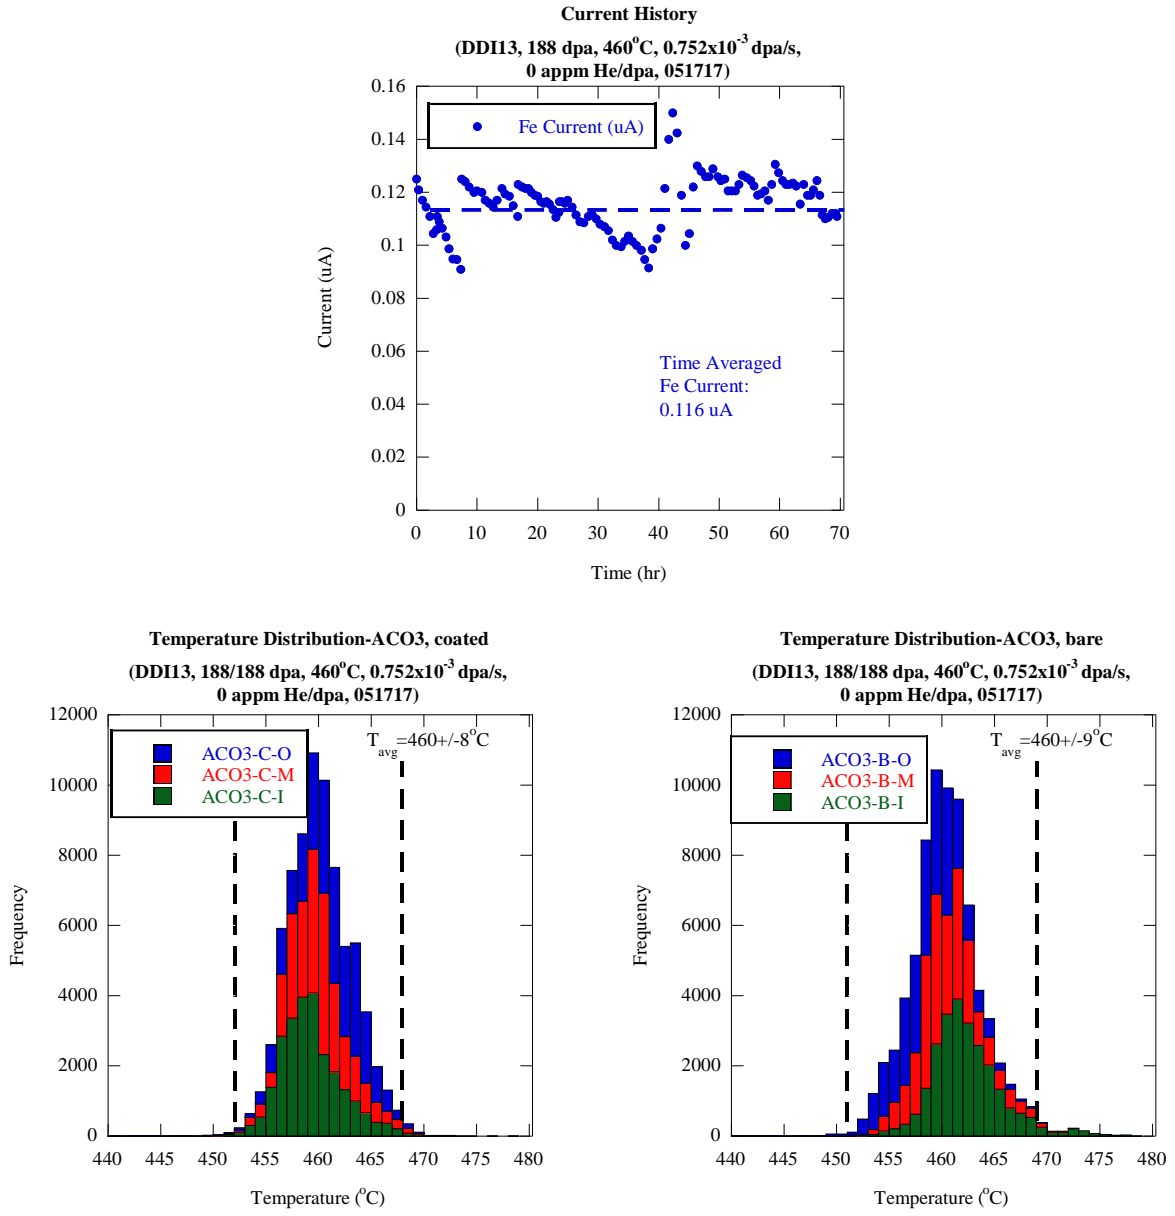 Current History
(DDI13, 188 dpa, 460°C, 0.752x10⁻³ dpa/s,
0 appm He/dpa, 051717)
0.16
0.14
0.12
0.1
0.08
0.06
0.04
0.02
0
Current (uA)
Fe Current (uA)
Time Averaged
Fe Current:
0.116 uA
0 10 20 30 40 50 60 70
Time (hr)
Temperature Distribution-ACO3, coated
(DDI13, 188/188 dpa, 460°C, 0.752x10⁻³ dpa/s,
0 appm He/dpa, 051717)
12000
10000
8000
6000
4000
2000
0
Frequency
ACO3-C-O
ACO3-C-M
ACO3-C-I
T_avg=460+/-8°C
440 445 450 455 460 465 470 475 480
Temperature (°C)
Temperature Distribution-ACO3, bare
(DDI13, 188/188 dpa, 460°C, 0.752x10⁻³ dpa/s,
0 appm He/dpa, 051717)
12000
10000
8000
6000
4000
2000
0
Frequency
ACO3-B-O
ACO3-B-M
ACO3-B-I
T_avg=460+/-9°C
440 445 450 455 460 465 470 475 480
Temperature (°C)